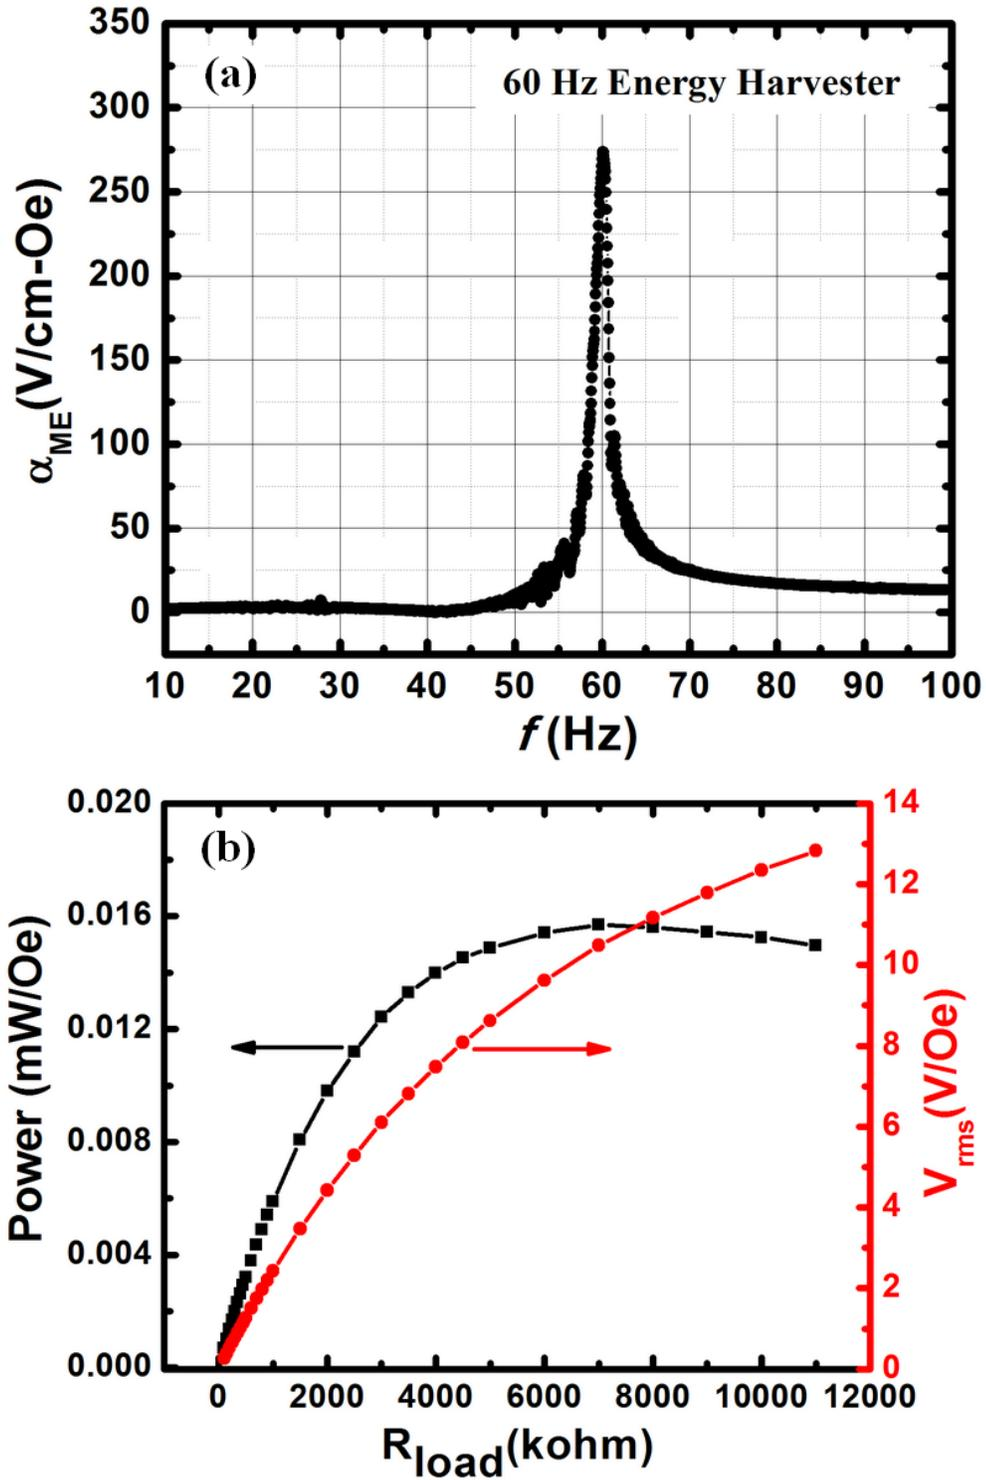 350
300
250
200
150
100
50
0
α_ME (V/cm-Oe)
(a)
60 Hz Energy Harvester
10 20 30 40 50 60 70 80 90 100
f (Hz)
0.020
0.016
0.012
0.008
0.004
0.000
Power (mW/Oe)
(b)
14
12
10
8
6
4
2
0
V_rms (V/Oe)
0 2000 4000 6000 8000 10000 12000
R_load (kohm)